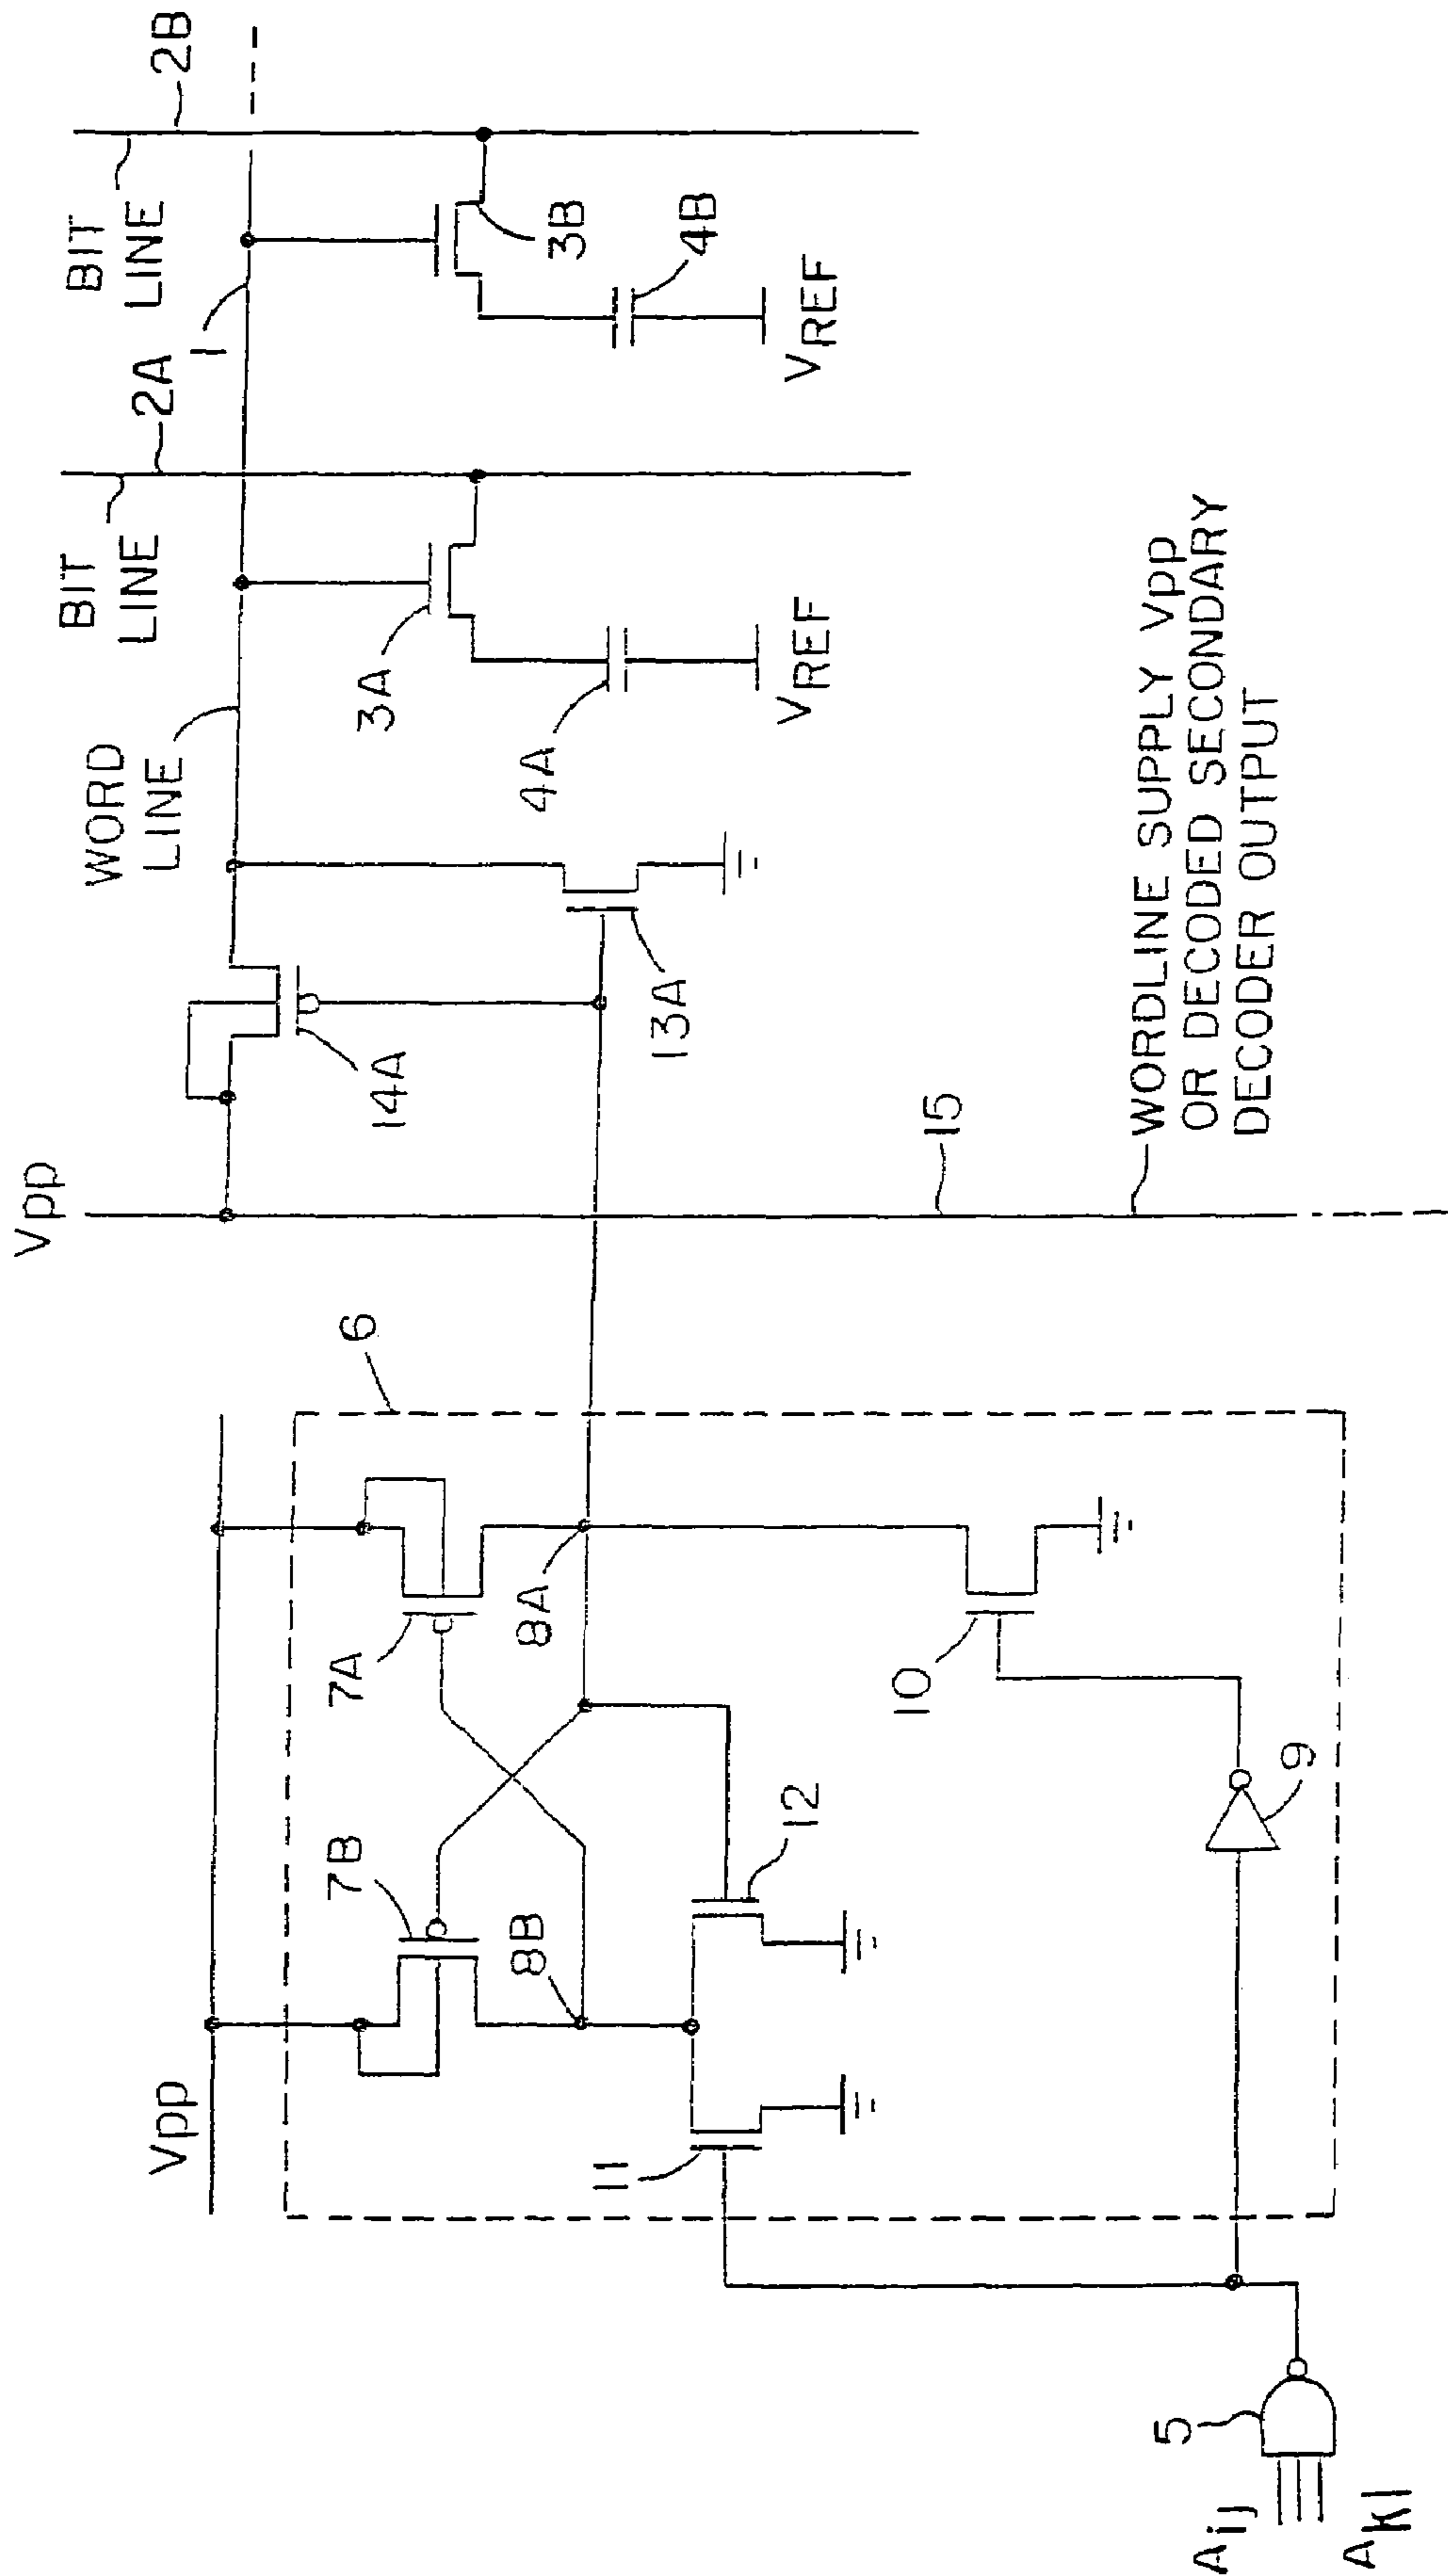 Vpp
Vpp
6
7B
7A
8B
8A
11
12
10
9
5
Aij
Akl
14A
13A
15
WORD
LINE
BIT
LINE
2A
1
BIT
LINE
2B
3A
4A
VREF
3B
4B
VREF
WORDLINE SUPPLY Vpp
OR DECODED SECONDARY
DECODER OUTPUT